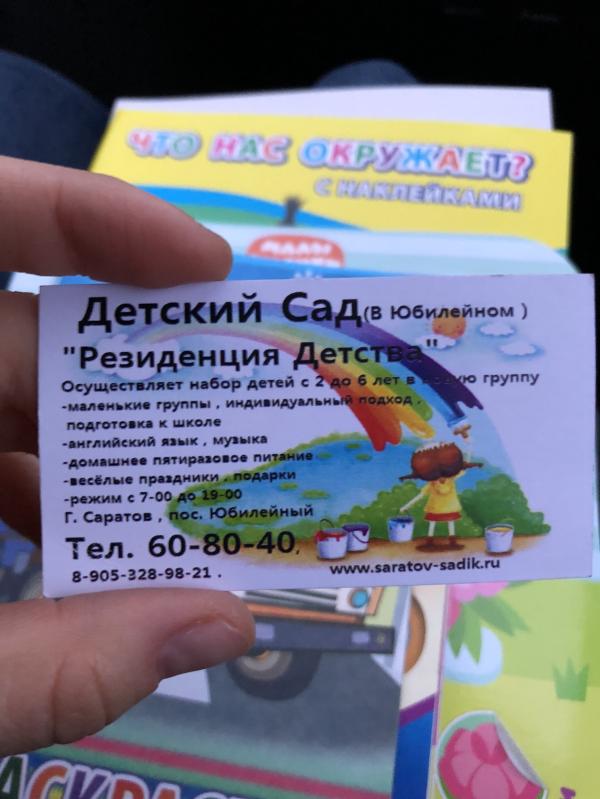 ЧТО НАС ОКРУЖАЕТ?
С НАКЛЕЙКАМИ
Детский Сад(В Юбилейном )
"Резиденция Детства"
Осуществляет набор детей с 2 до 6 лет в новую группу
-маленькие группы , индивидуальный подход ,
подготовка к школе
-английский язык , музыка
-домашнее пятиразовое питание
-весёлые праздники , подарки
-режим с 7-00 до 19-00
Г. Саратов , пос. Юбилейный
Тел. 60-80-40,
8-905-328-98-21 .
www.saratov-sadik.ru